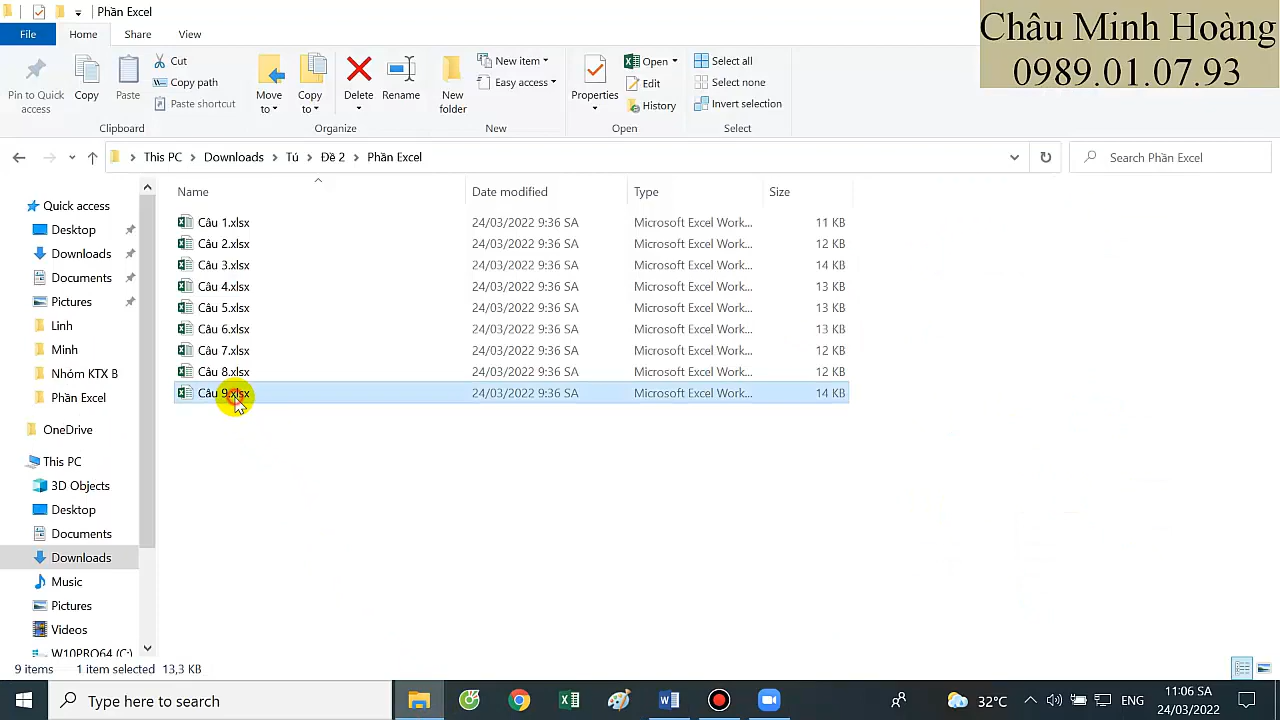 Phần Excel
Châu Minh Hoàng
0989.01.07.93
File
Home
Share
View
Pin to Quick access
Copy
Paste
Cut
Copy path
Paste shortcut
Clipboard
Move to
Copy to
Delete
Rename
Organize
New folder
New item
Easy access
New
Properties
Open
Edit
History
Open
Select all
Select none
Invert selection
Select
This PC > Downloads > Tú > Đề 2 > Phần Excel
Search Phần Excel
Name Date modified Type Size
Câu 1.xlsx 24/03/2022 9:36 SA Microsoft Excel Work... 11 KB
Câu 2.xlsx 24/03/2022 9:36 SA Microsoft Excel Work... 12 KB
Câu 3.xlsx 24/03/2022 9:36 SA Microsoft Excel Work... 14 KB
Câu 4.xlsx 24/03/2022 9:36 SA Microsoft Excel Work... 13 KB
Câu 5.xlsx 24/03/2022 9:36 SA Microsoft Excel Work... 13 KB
Câu 6.xlsx 24/03/2022 9:36 SA Microsoft Excel Work... 13 KB
Câu 7.xlsx 24/03/2022 9:36 SA Microsoft Excel Work... 12 KB
Câu 8.xlsx 24/03/2022 9:36 SA Microsoft Excel Work... 12 KB
Câu 9.xlsx 24/03/2022 9:36 SA Microsoft Excel Work... 14 KB
Quick access
Desktop
Downloads
Documents
Pictures
Linh
Minh
Nhóm KTX B
Phần Excel
OneDrive
This PC
3D Objects
Desktop
Documents
Downloads
Music
Pictures
Videos
W10PRO64 (C:)
9 items 1 item selected 13,3 KB
Type here to search
32°C
ENG
11:06 SA
24/03/2022